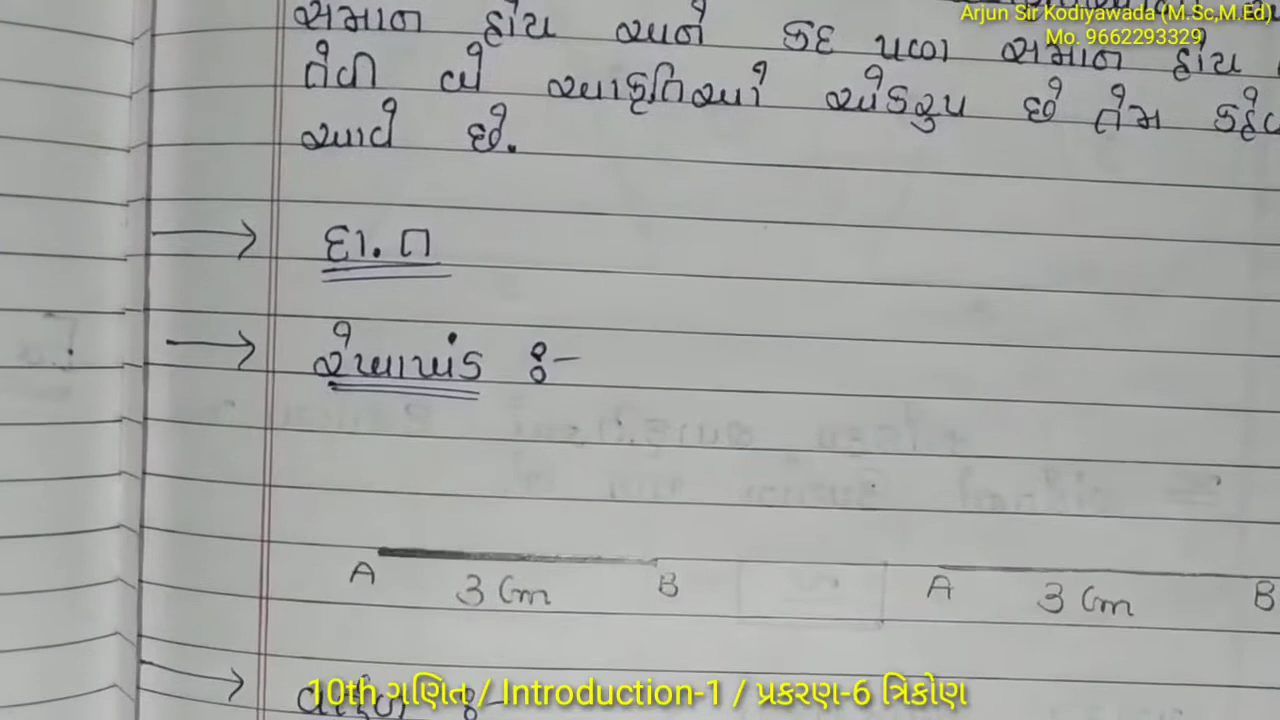 Arjun Sir Kodiyawada (M.Sc,M.Ed)
Mo. 9662293329
સમાન હોય અને કદ પણ સમાન હોય
તેવી બે આકૃતિઓ એકરુપ છે તેમ
આવે છે.
→ દા. ત
→ રેખાખંડ :-
A 3 Cm B A 3 Cm B
→
10th ગણિત / Introduction-1 / પ્રકરણ-6 ત્રિકોણ